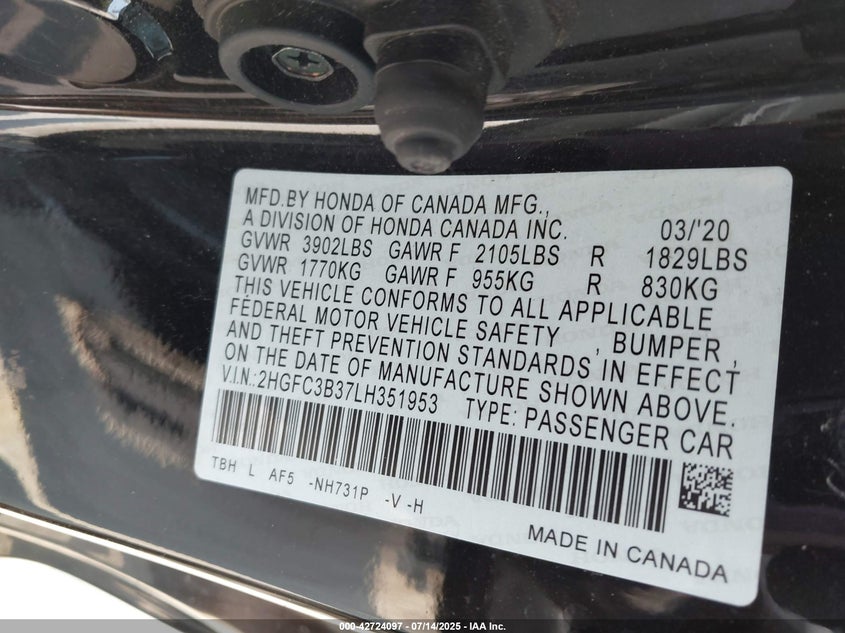 MFD.BY HONDA OF CANADA MFG.,
A DIVISION OF HONDA CANADA INC. 03/'20
GVWR 3902LBS GAWR F 2105LBS R 1829LBS
GVWR 1770KG GAWR F 955KG R 830KG
THIS VEHICLE CONFORMS TO ALL APPLICABLE
FEDERAL MOTOR VEHICLE SAFETY , BUMPER ,
AND THEFT PREVENTION STANDARDS IN EFFECT
ON THE DATE OF MANUFACTURE SHOWN ABOVE.
V.I.N.:2HGFC3B37LH351953 TYPE: PASSENGER CAR
TBH L AF5 -NH731P -V -H
MADE IN CANADA
000-42724097 - 07/14/2025 - IAA Inc.